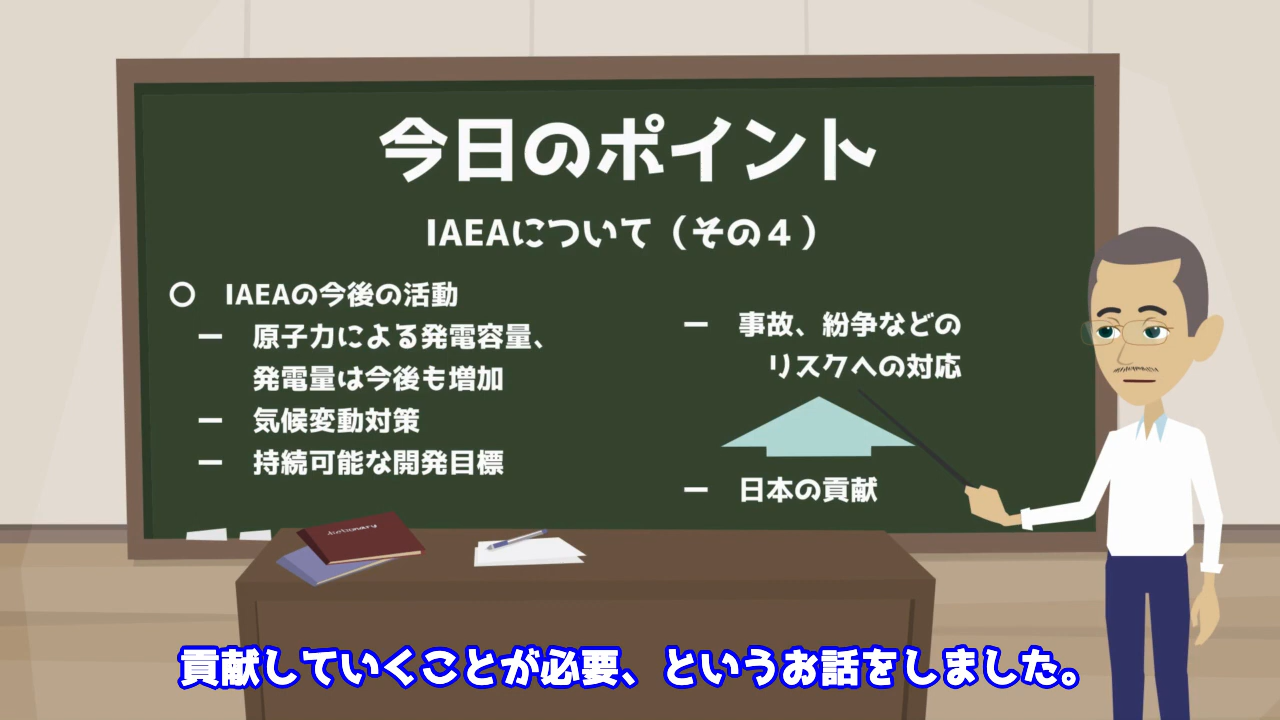 今日のポイント
IAEAについて（その４）
〇　IAEAの今後の活動
ー　原子力による発電容量、
発電量は今後も増加
ー　気候変動対策
ー　持続可能な開発目標
ー　事故、紛争などの
リスクへの対応
ー　日本の貢献
dictionary
貢献していくことが必要、というお話をしました。